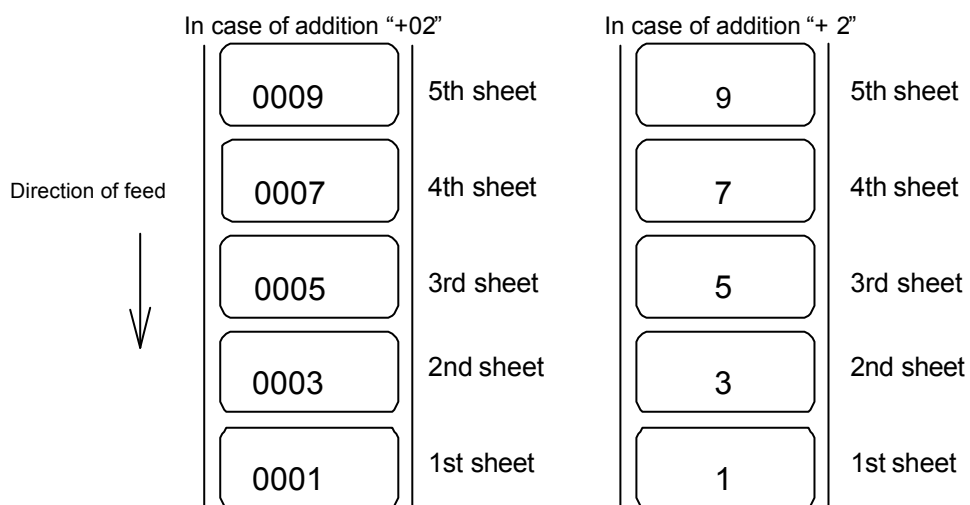 In case of addition “+02”
0009 5th sheet
0007 4th sheet
0005 3rd sheet
0003 2nd sheet
0001 1st sheet
In case of addition “+ 2”
9 5th sheet
7 4th sheet
5 3rd sheet
3 2nd sheet
1 1st sheet
Direction of feed